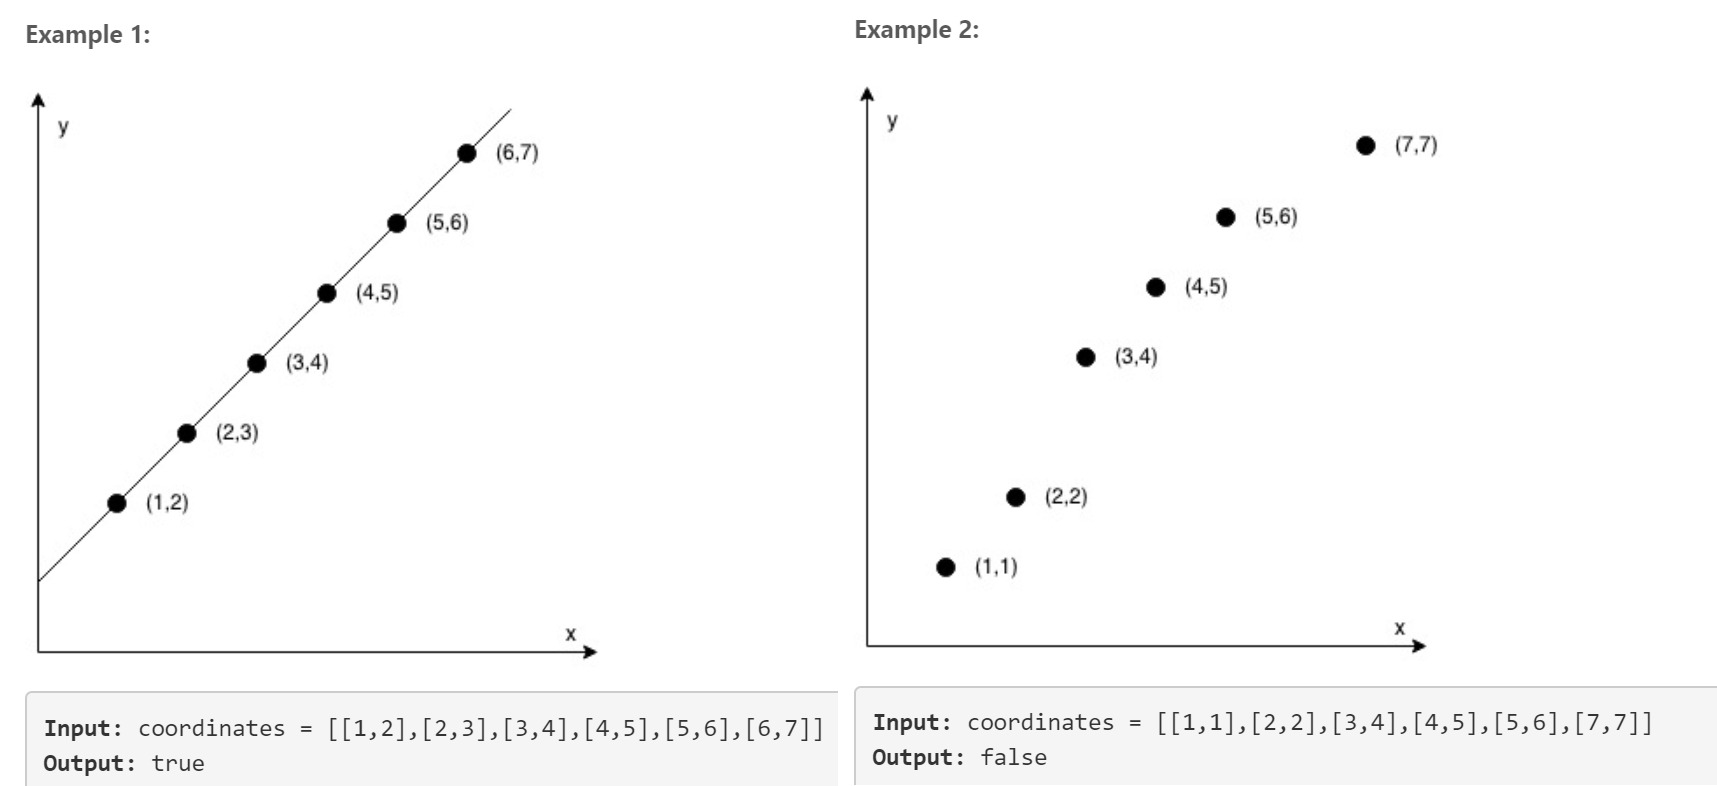 Example 1:
y
(6,7)
(5,6)
(4,5)
(3,4)
(2,3)
(1,2)
x
Input: coordinates = [[1,2],[2,3],[3,4],[4,5],[5,6],[6,7]]
Output: true
Example 2:
y
(7,7)
(5,6)
(4,5)
(3,4)
(2,2)
(1,1)
x
Input: coordinates = [[1,1],[2,2],[3,4],[4,5],[5,6],[7,7]]
Output: false